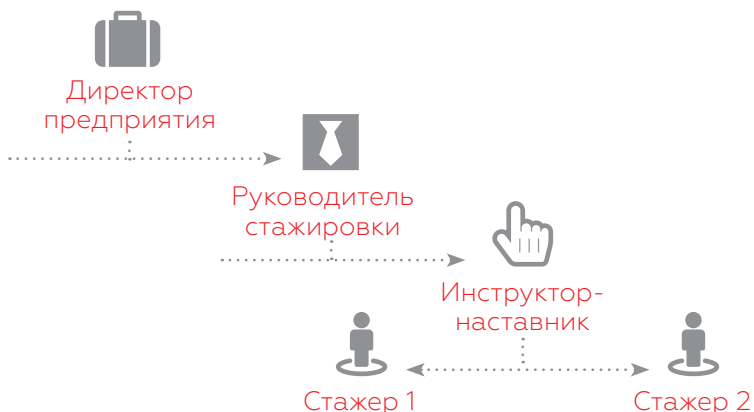 Директор
предприятия
Руководитель
стажировки
Инструктор-
наставник
Стажер 1
Стажер 2